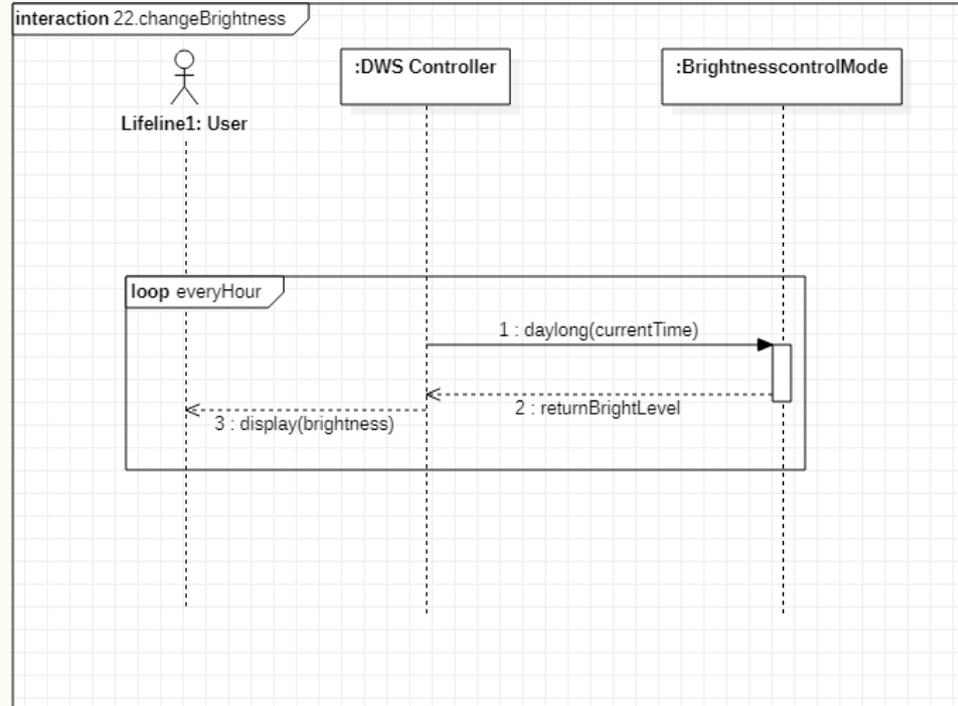 interaction 22.changeBrightness
:DWS Controller
:BrightnesscontrolMode
Lifeline1: User
loop everyHour
1 : daylong(currentTime)
2 : returnBrightLevel
3 : display(brightness)